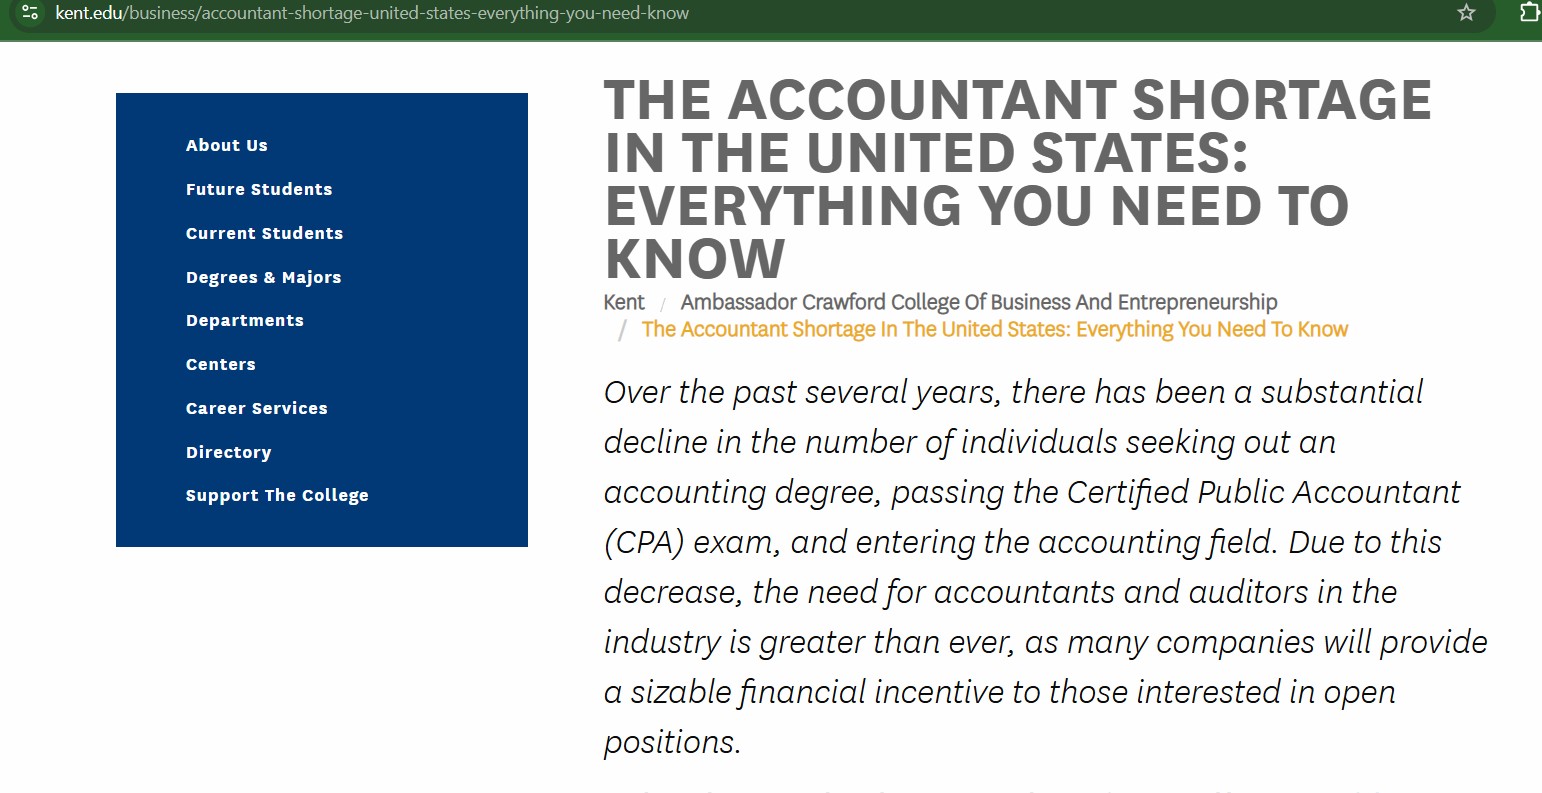 kent.edu/business/accountant-shortage-united-states-everything-you-need-know
About Us
Future Students
Current Students
Degrees & Majors
Departments
Centers
Career Services
Directory
Support The College
THE ACCOUNTANT SHORTAGE
IN THE UNITED STATES:
EVERYTHING YOU NEED TO
KNOW
Kent / Ambassador Crawford College Of Business And Entrepreneurship
/ The Accountant Shortage In The United States: Everything You Need To Know
Over the past several years, there has been a substantial
decline in the number of individuals seeking out an
accounting degree, passing the Certified Public Accountant
(CPA) exam, and entering the accounting field. Due to this
decrease, the need for accountants and auditors in the
industry is greater than ever, as many companies will provide
a sizable financial incentive to those interested in open
positions.